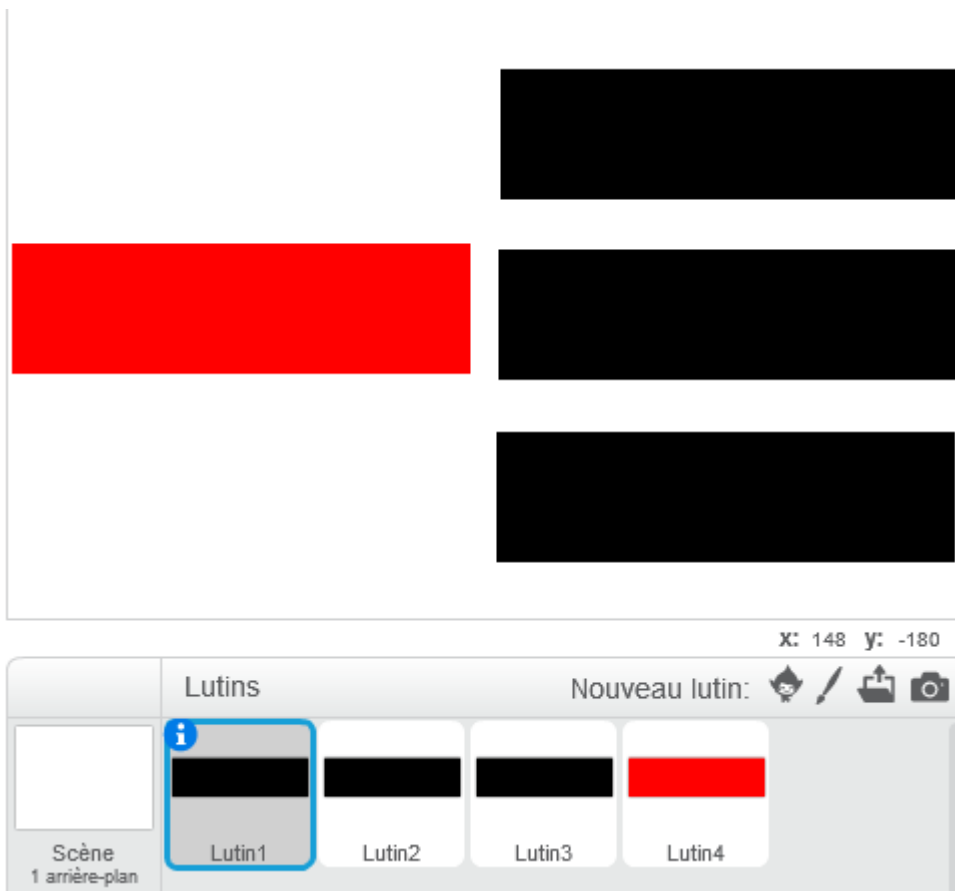 x: 148 y: -180
Lutins Nouveau lutin:
Lutin1 Lutin2 Lutin3 Lutin4
Scène
1 arrière-plan